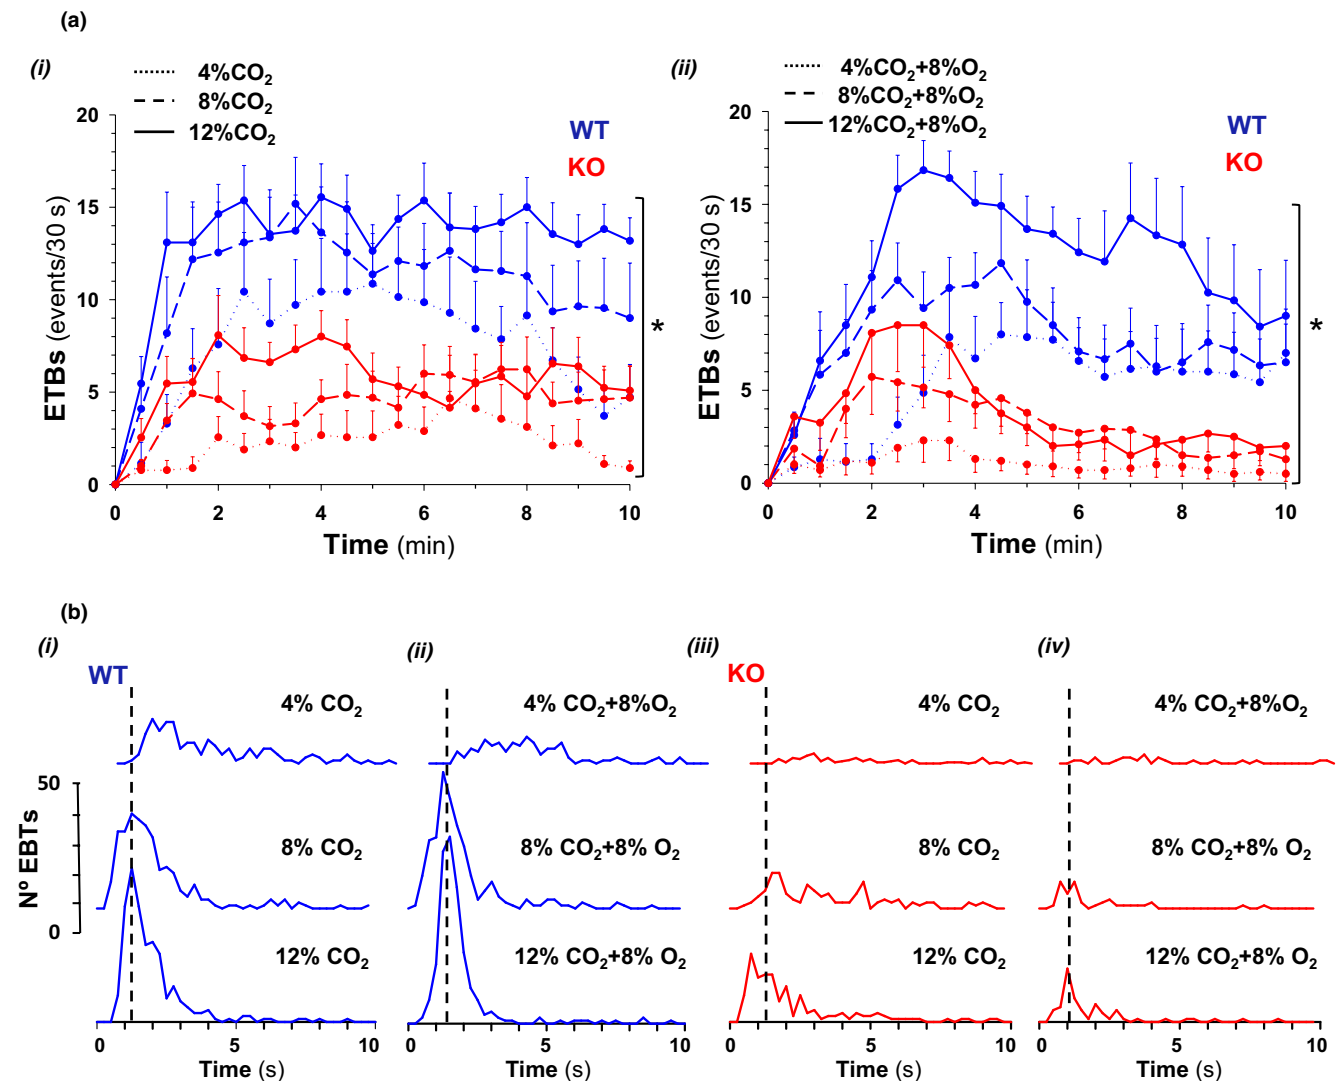 (a)
(i)
4%CO2
8%CO2
12%CO2
WT
KO
ETBs (events/30 s)
20
15
10
5
0
*
0 2 4 6 8 10
Time (min)
(ii)
4%CO2+8%O2
8%CO2+8%O2
12%CO2+8%O2
WT
KO
ETBs (events/30 s)
20
15
10
5
0
*
0 2 4 6 8 10
Time (min)
(b)
(i)
WT
4% CO2
8% CO2
12% CO2
Nº EBTs
50
0
0 5 10
Time (s)
(ii)
4% CO2+8%O2
8% CO2+8% O2
12% CO2+8% O2
0 5 10
Time (s)
(iii)
KO
4% CO2
8% CO2
12% CO2
0 5 10
Time (s)
(iv)
4% CO2+8%O2
8% CO2+8% O2
12% CO2+8% O2
0 5 10
Time (s)